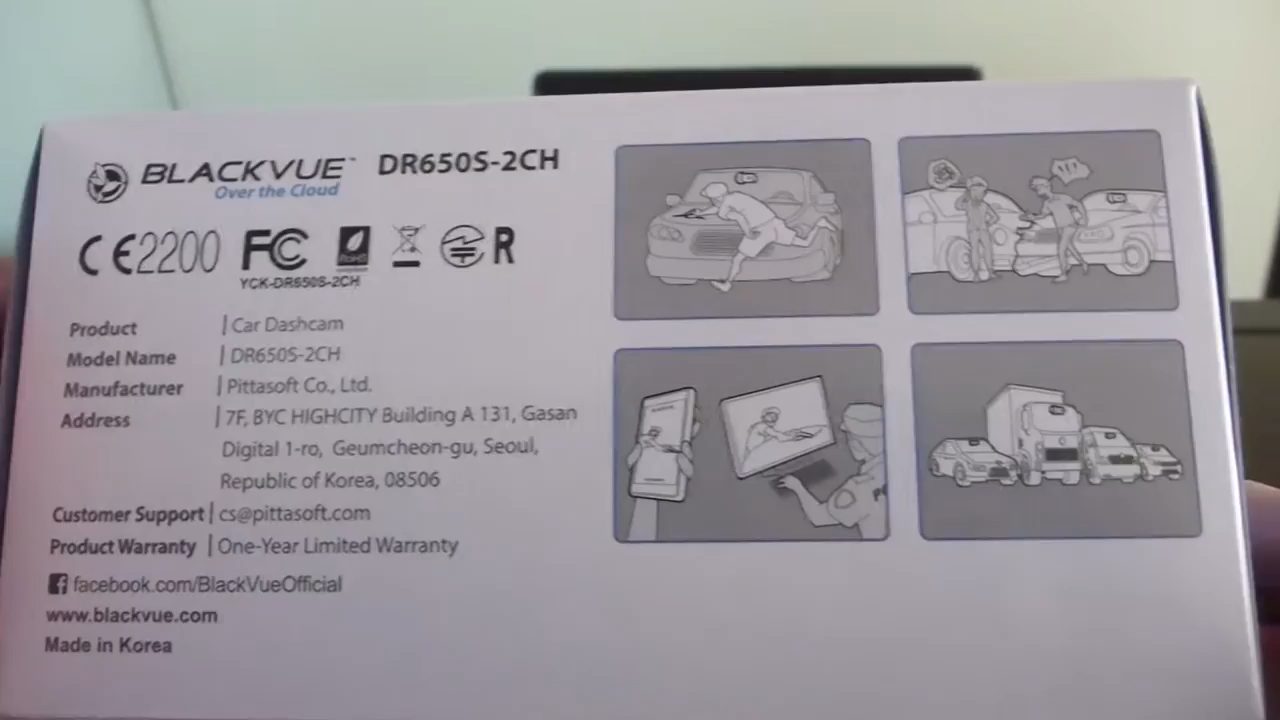 BLACKVUE™ DR650S-2CH
Over the Cloud
CE2200 FC RoHS R
YCK-DR650S-2CH
Product | Car Dashcam
Model Name | DR650S-2CH
Manufacturer | Pittasoft Co., Ltd.
Address | 7F, BYC HIGHCITY Building A 131, Gasan
Digital 1-ro, Geumcheon-gu, Seoul,
Republic of Korea, 08506
Customer Support | cs@pittasoft.com
Product Warranty | One-Year Limited Warranty
facebook.com/BlackVueOfficial
www.blackvue.com
Made in Korea